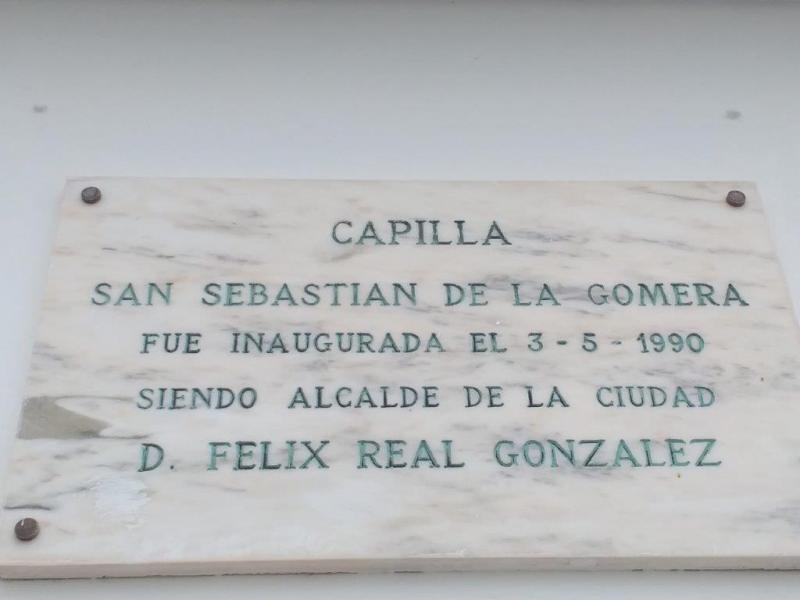 CAPILLA
SAN SEBASTIAN DE LA GOMERA
FUE INAUGURADA EL 3 - 5 - 1990
SIENDO ALCALDE DE LA CIUDAD
D. FELIX REAL GONZALEZ